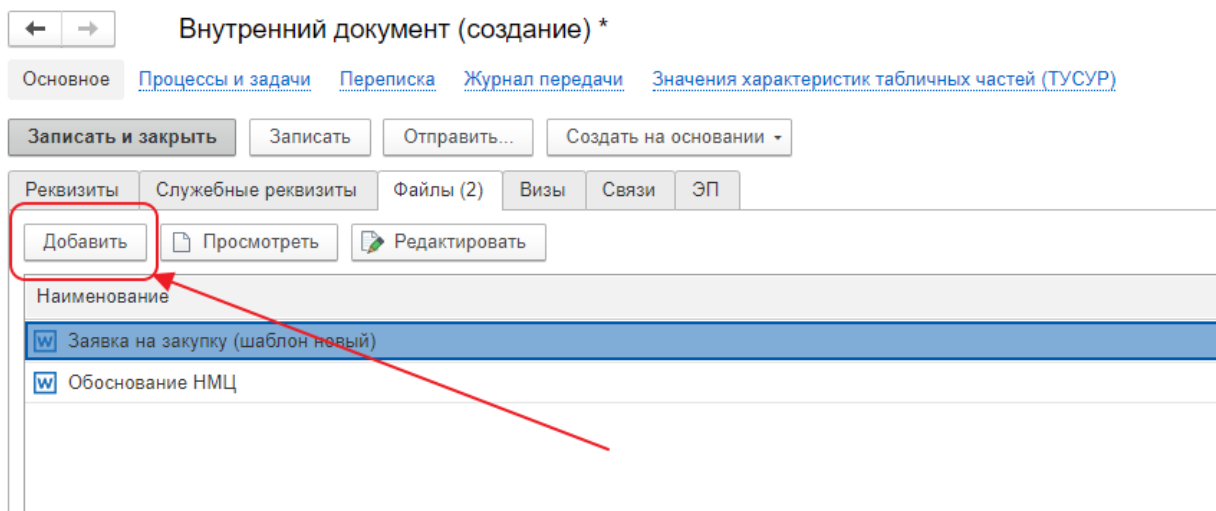 Внутренний документ (создание) *
Основное Процессы и задачи Переписка Журнал передачи Значения характеристик табличных частей (ТУСУР)
Записать и закрыть Записать Отправить... Создать на основании
Реквизиты Служебные реквизиты Файлы (2) Визы Связи ЭП
Добавить Просмотреть Редактировать
Наименование
Заявка на закупку (шаблон новый)
Обоснование НМЦ